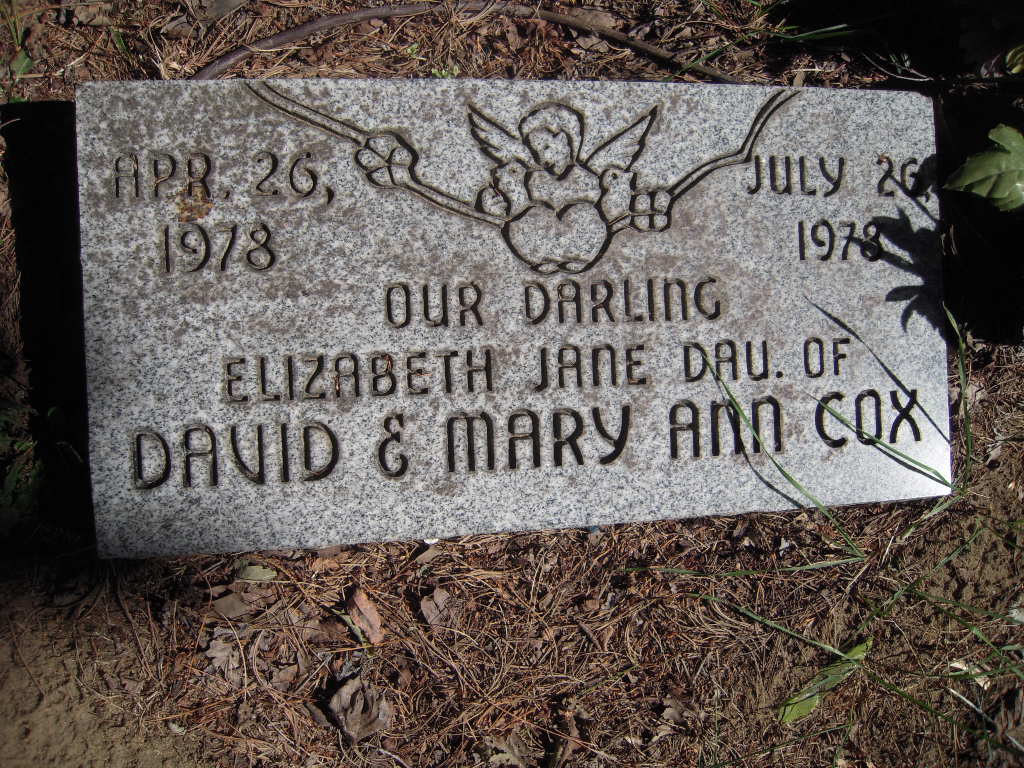 APR. 26, JULY 26
1978 1978
OUR DARLING
ELIZABETH JANE DAU. OF
DAVID & MARY ANN COX